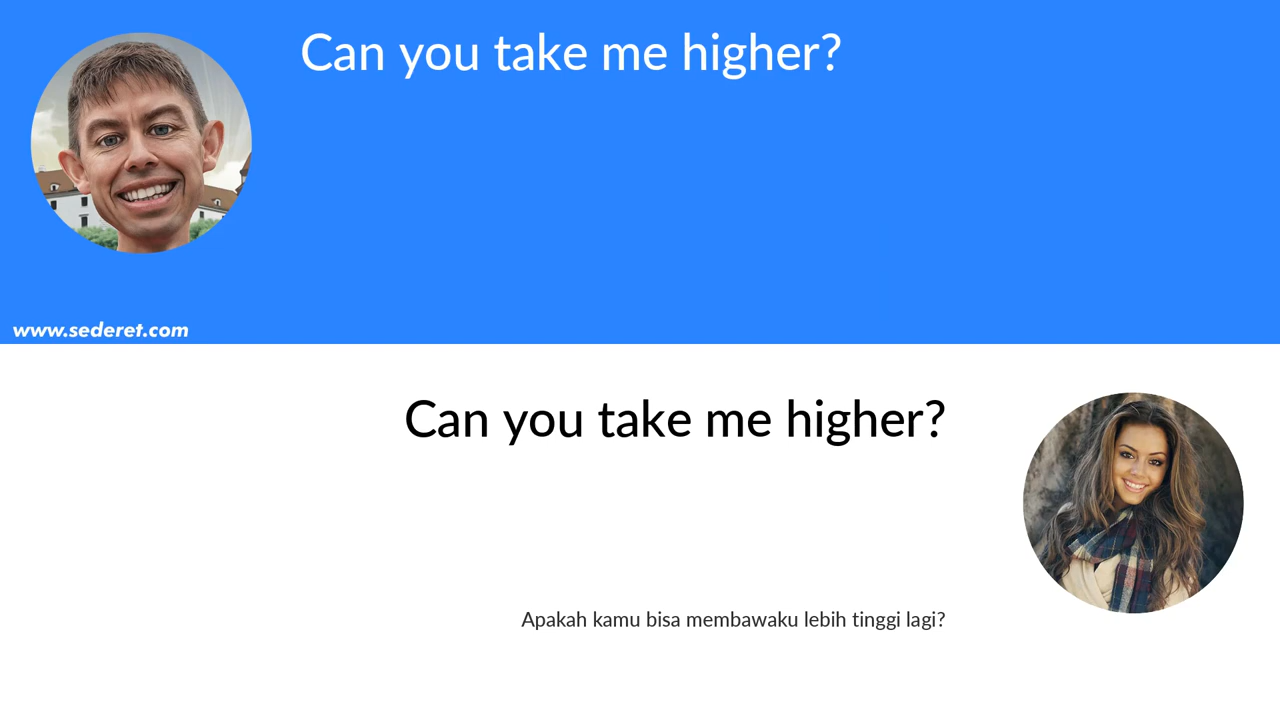 Can you take me higher?
www.sederet.com
Can you take me higher?
Apakah kamu bisa membawaku lebih tinggi lagi?